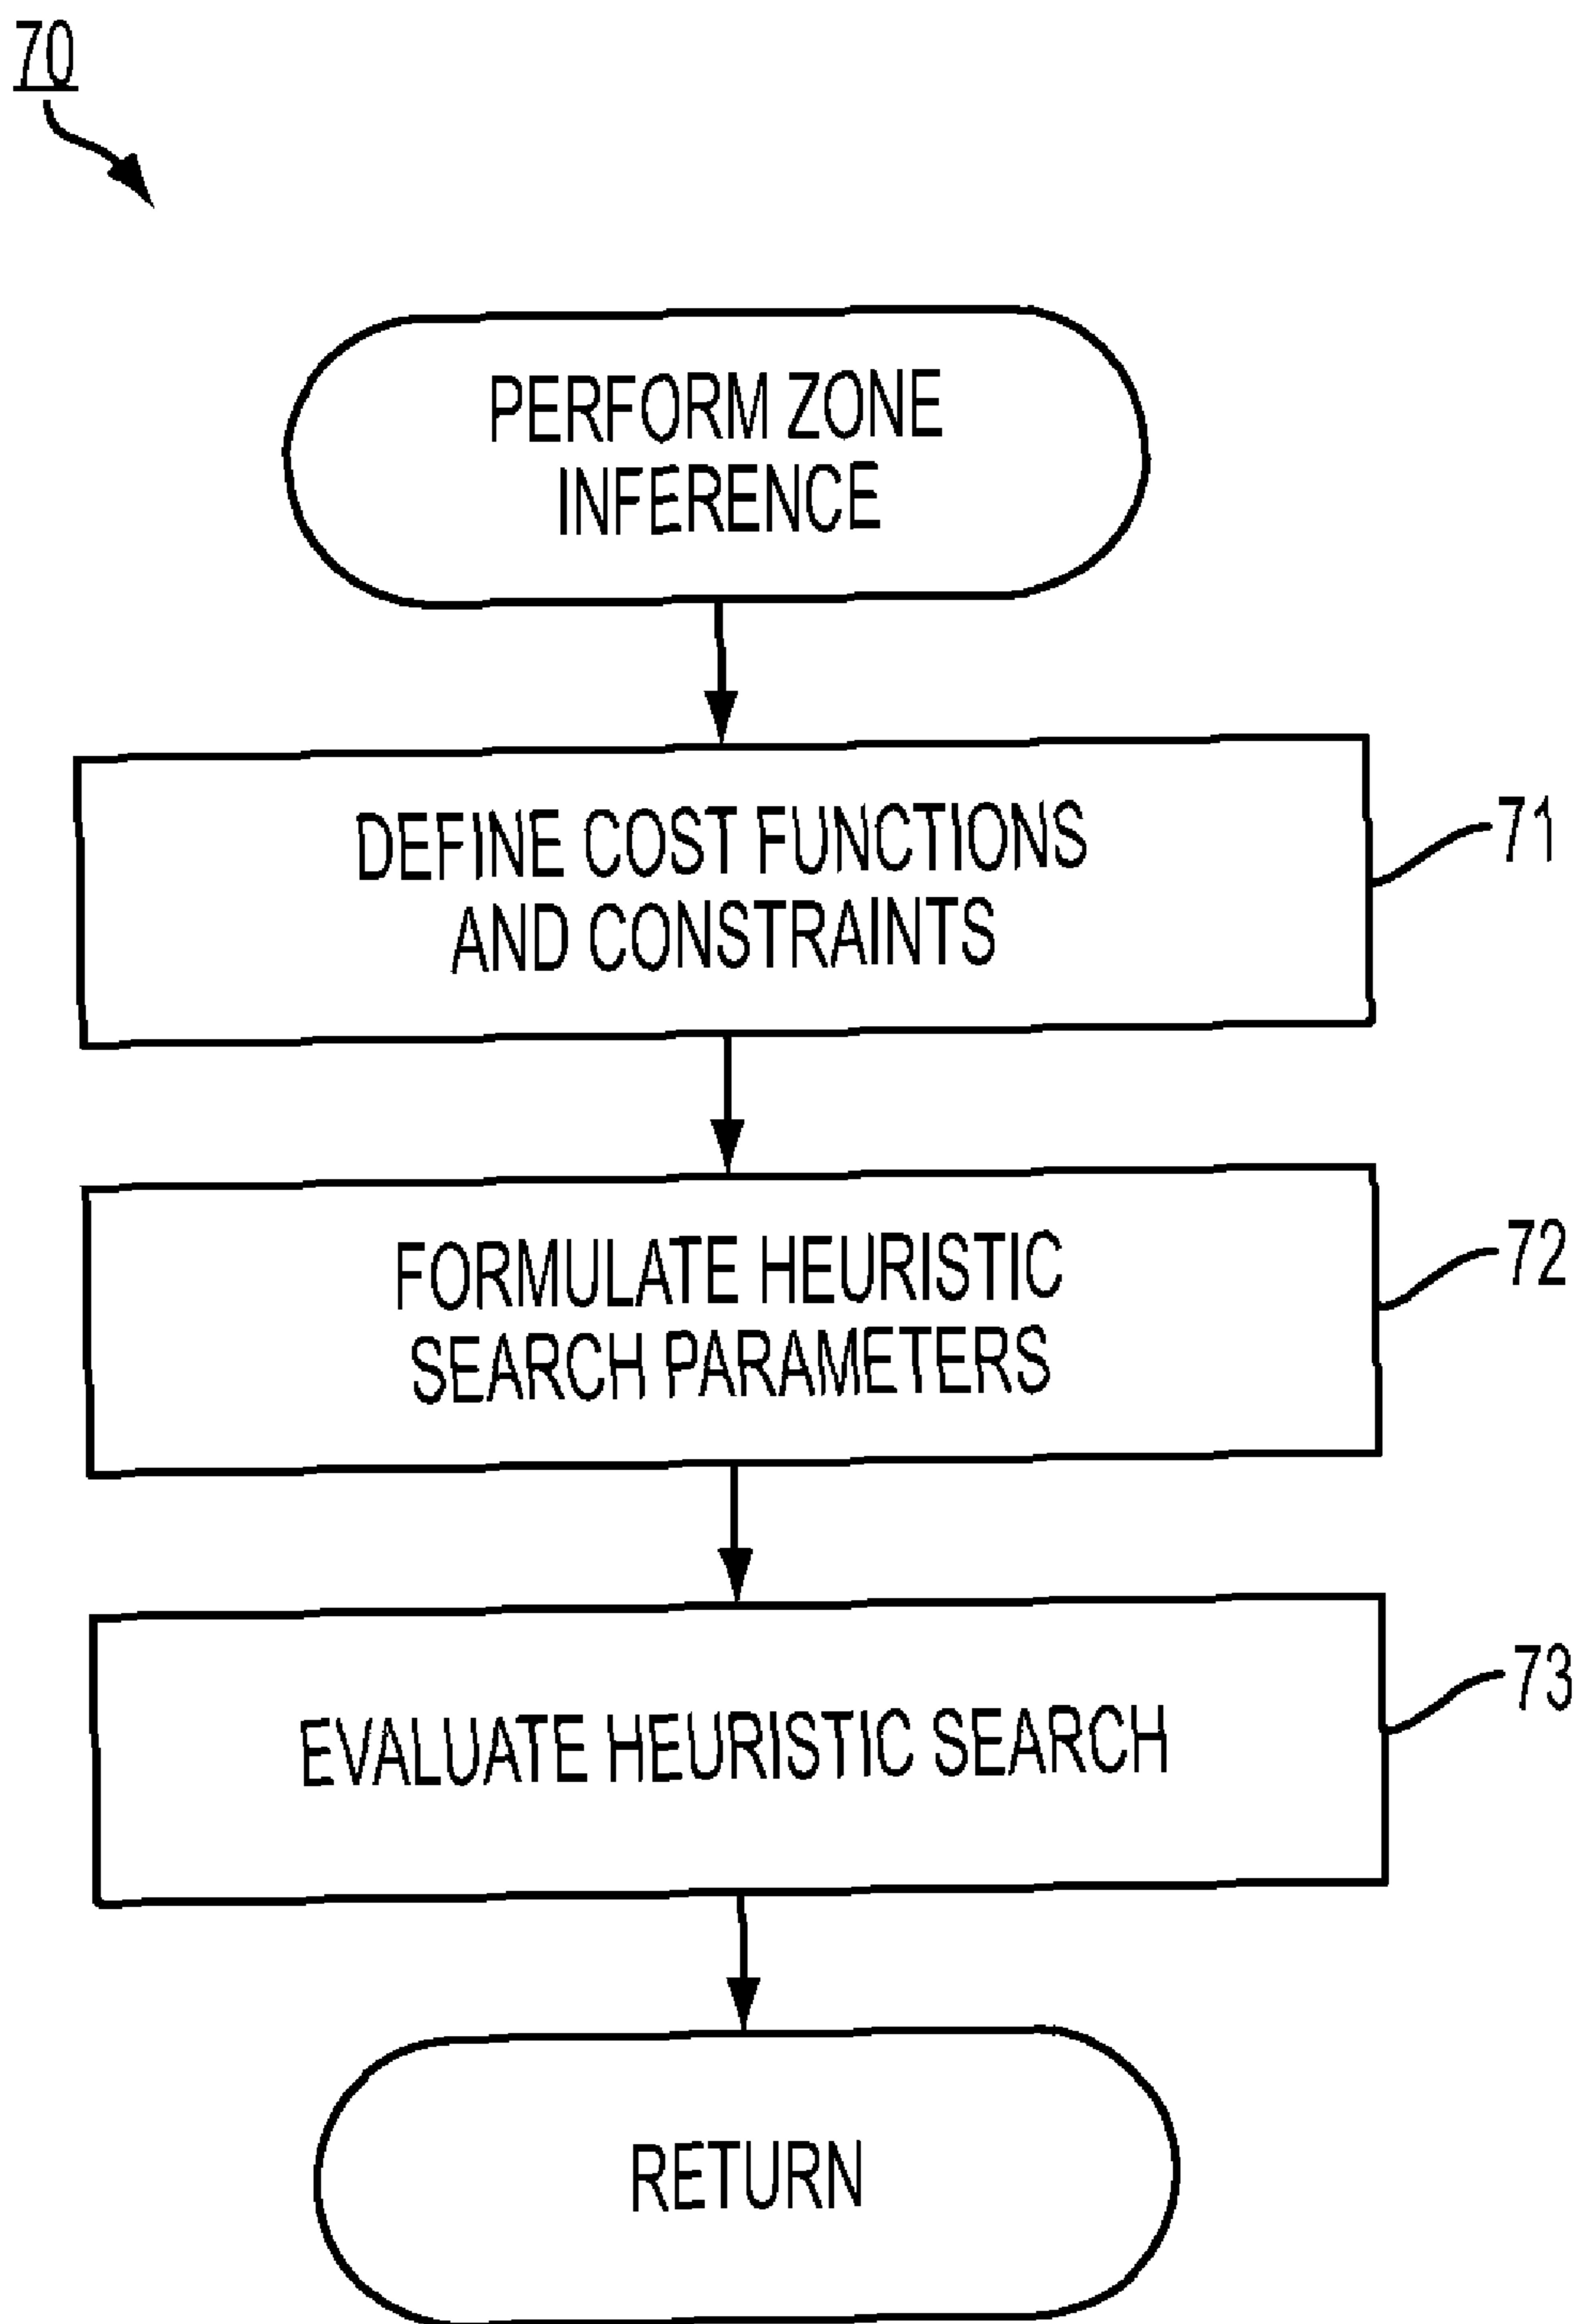 70
PERFORM ZONE
INFERENCE
DEFINE COST FUNCTIONS
AND CONSTRAINTS
71
FORMULATE HEURISTIC
SEARCH PARAMETERS
72
EVALUATE HEURISTIC SEARCH
73
RETURN